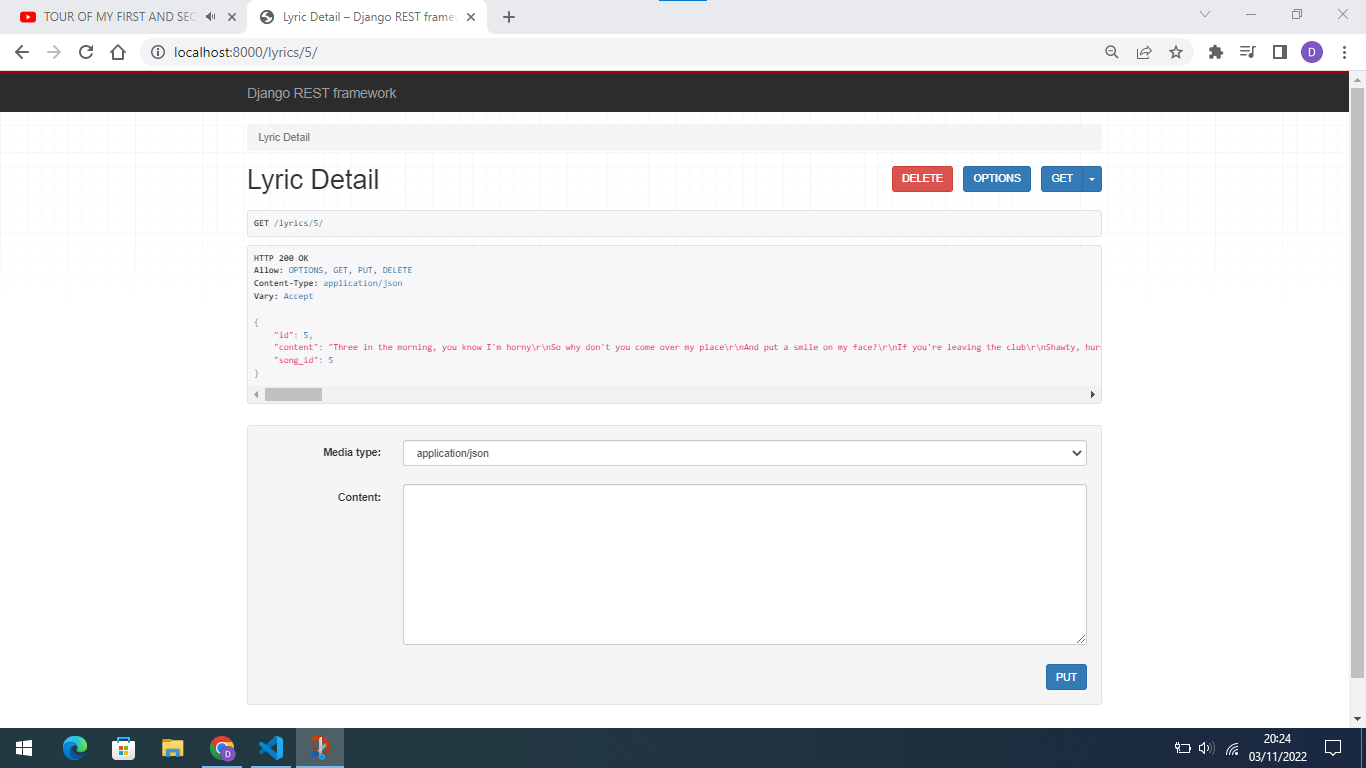 TOUR OF MY FIRST AND SEC
Lyric Detail – Django REST frame
localhost:8000/lyrics/5/
D
Django REST framework
Lyric Detail
Lyric Detail
DELETE
OPTIONS
GET
GET /lyrics/5/
HTTP 200 OK
Allow: OPTIONS, GET, PUT, DELETE
Content-Type: application/json
Vary: Accept
{
"id": 5,
"content": "Three in the morning, you know I'm horny\r\nSo why don't you come over my place\r\nAnd put a smile on my face?\r\nIf you're leaving the club\r\nShawty, hur
"song_id": 5
}
Media type:
application/json
Content:
PUT
D
20:24
03/11/2022